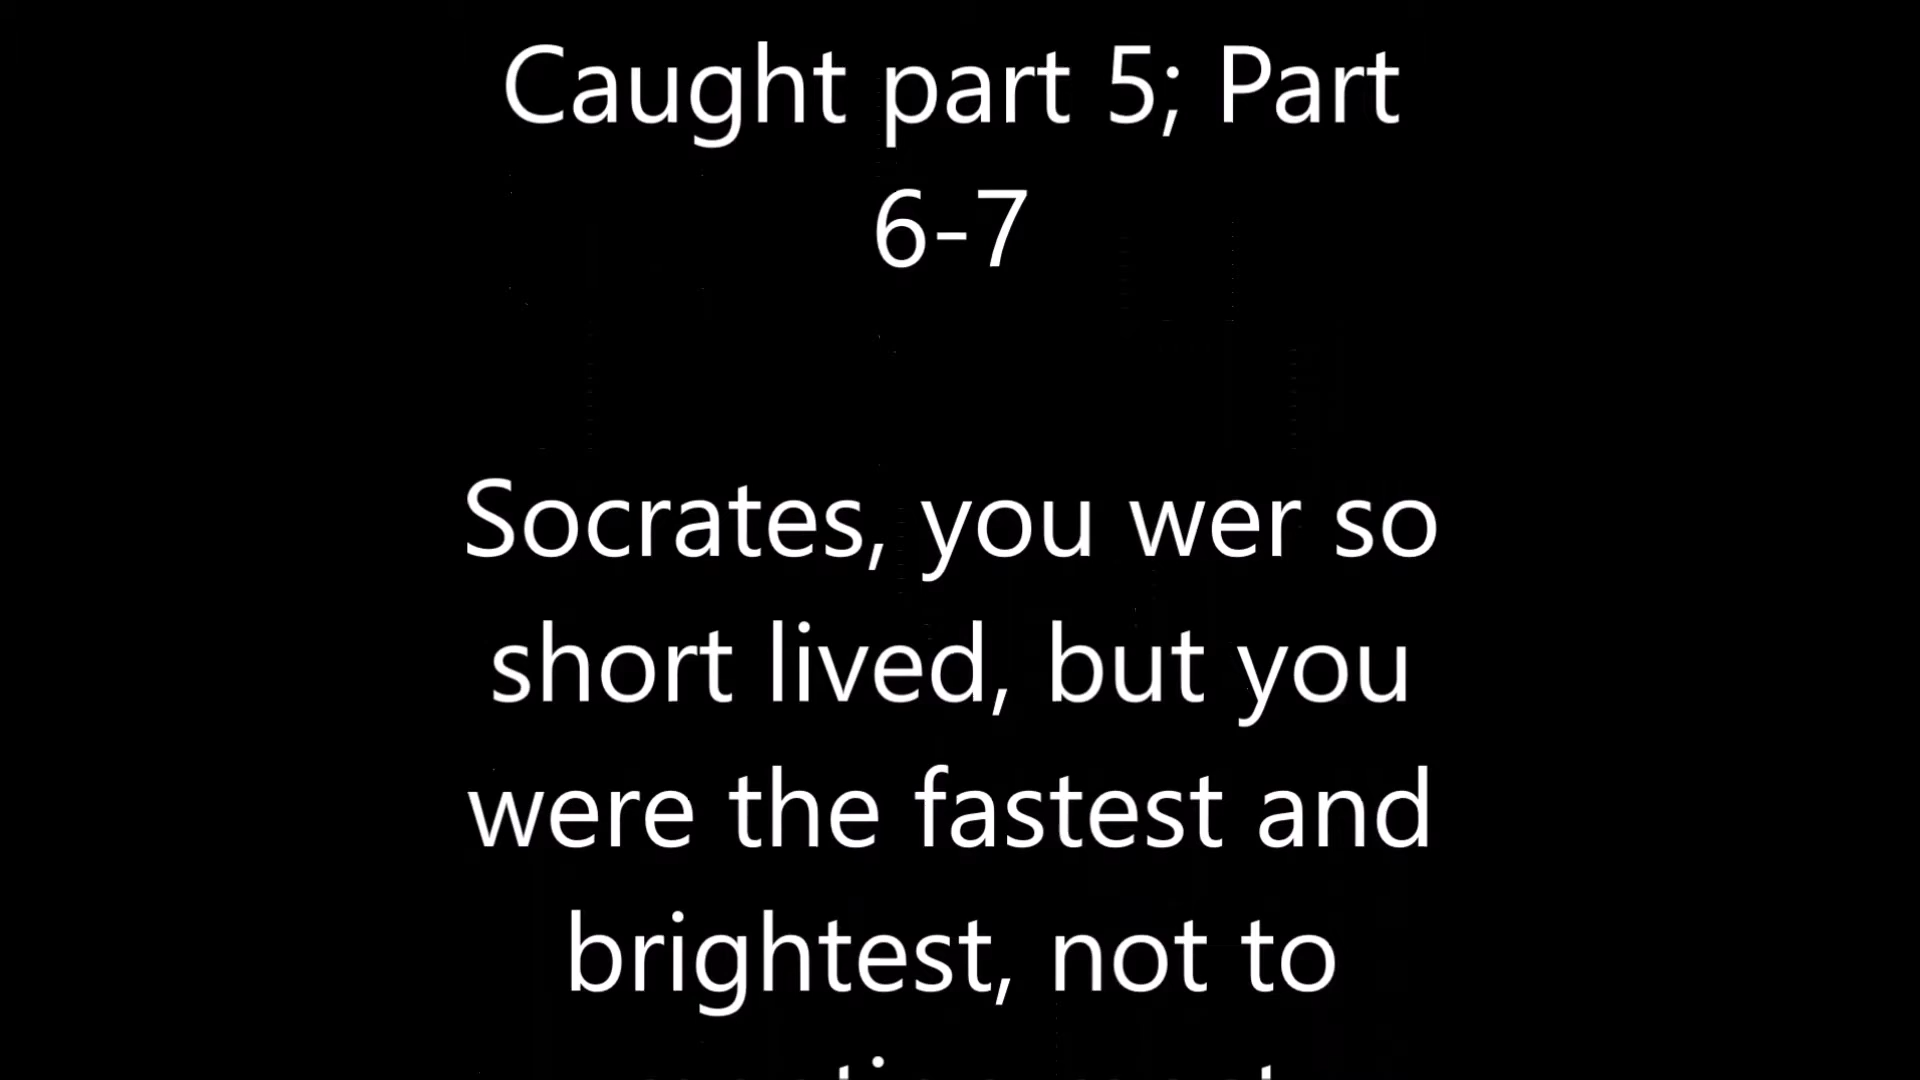 Caught part 5; Part
6-7
Socrates, you wer so
short lived, but you
were the fastest and
brightest, not to